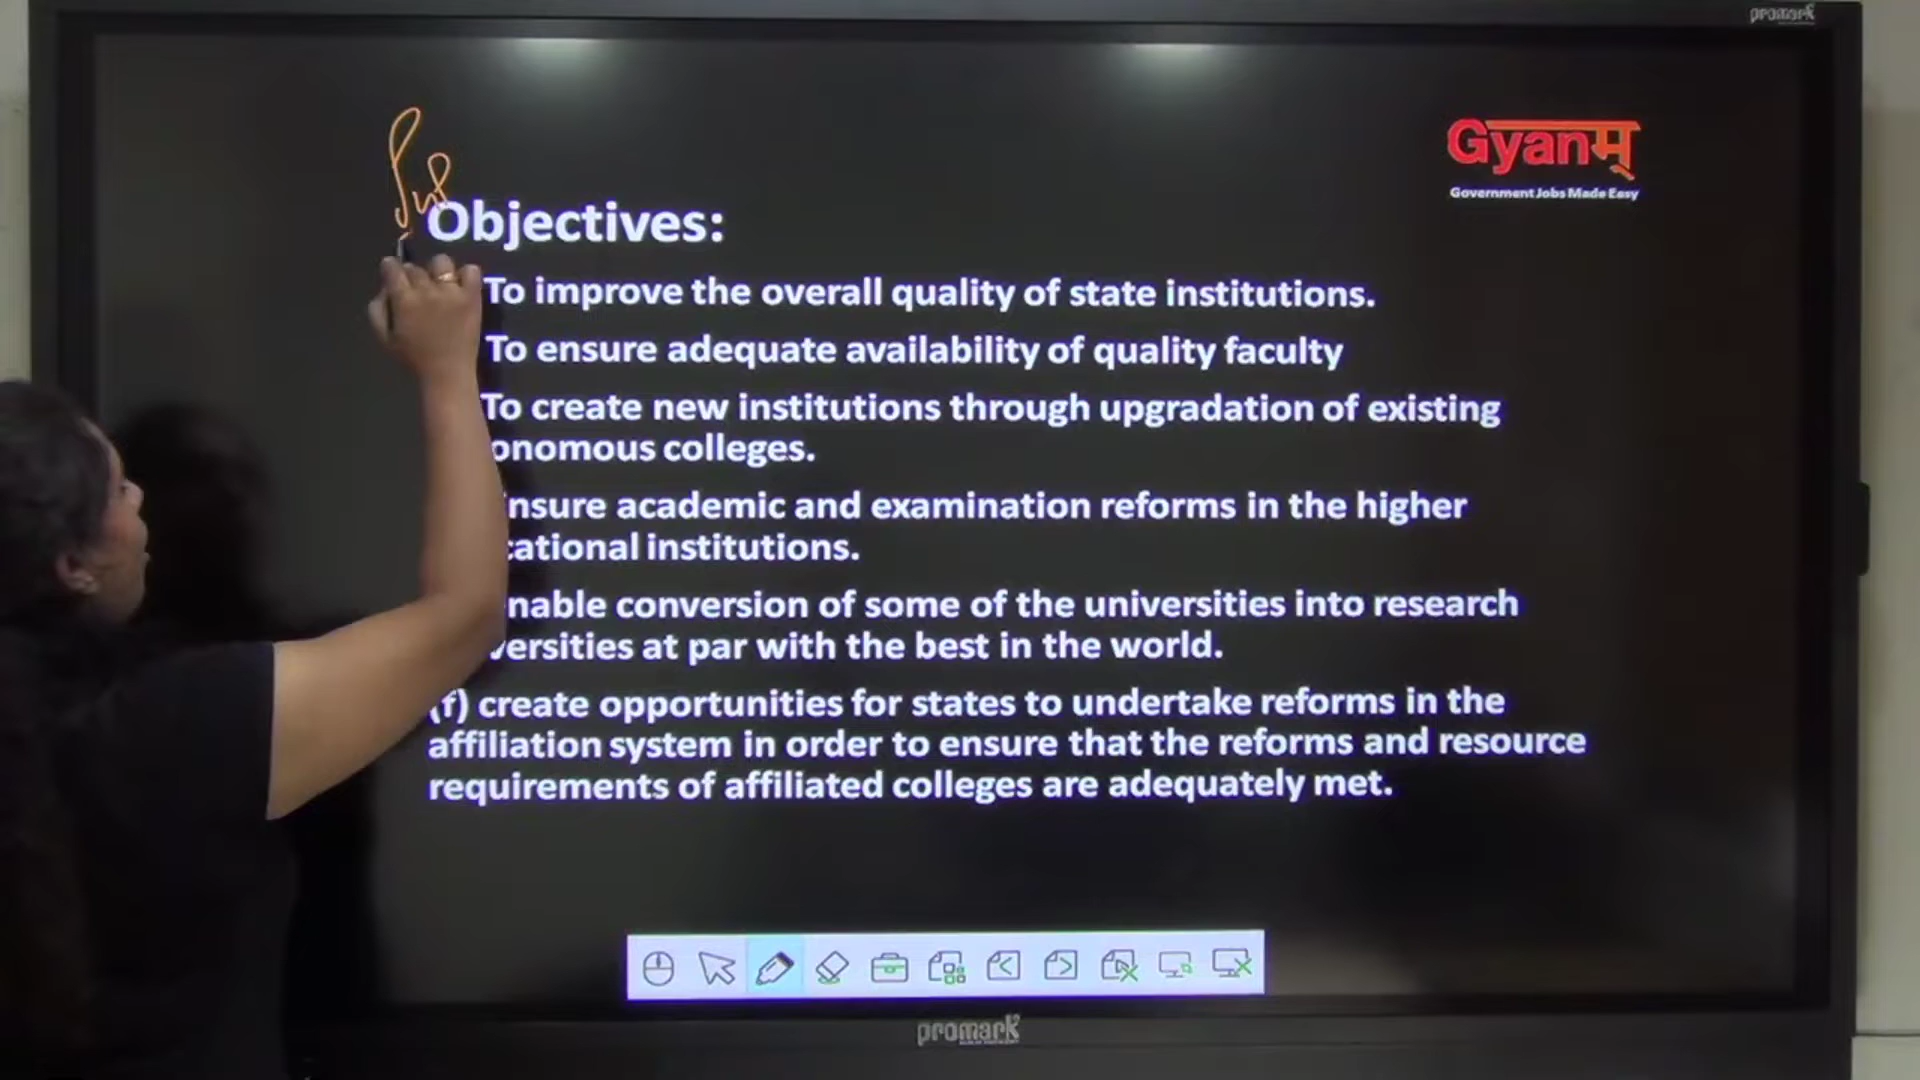 promark
Gyanम्
Government Jobs Made Easy
Objectives:
To improve the overall quality of state institutions.
To ensure adequate availability of quality faculty
To create new institutions through upgradation of existing
onomous colleges.
nsure academic and examination reforms in the higher
cational institutions.
nable conversion of some of the universities into research
versities at par with the best in the world.
(f) create opportunities for states to undertake reforms in the
affiliation system in order to ensure that the reforms and resource
requirements of affiliated colleges are adequately met.
promark